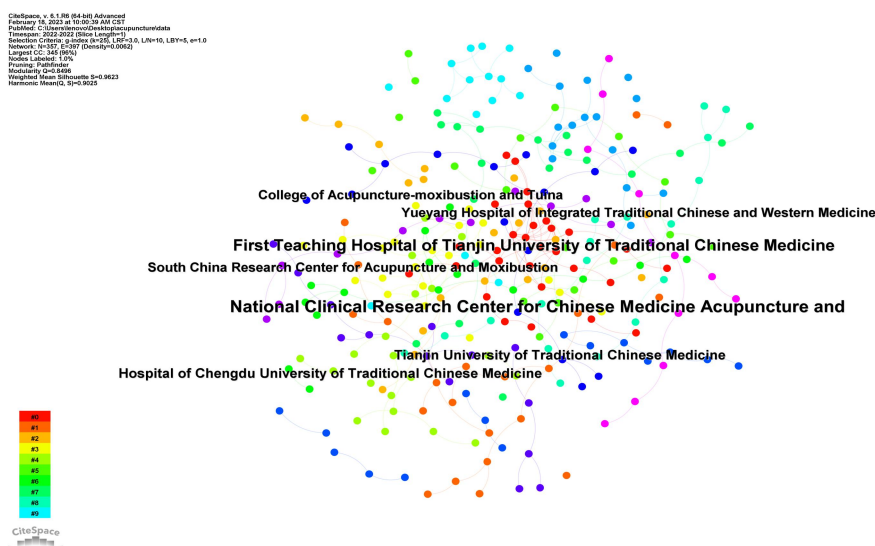 CiteSpace, v. 6.1.R6 (64-bit) Advanced
February 18, 2023 at 10:00:39 AM CST
PubMed: C:\Users\lenovo\Desktop\acupuncture\data
Timespan: 2022-2022 (Slice Length=1)
Selection Criteria: g-index (k=25), LRF=3.0, L/N=10, LBY=5, e=1.0
Network: N=357, E=397 (Density=0.0062)
Largest CC: 345 (96%)
Nodes Labeled: 1.0%
Pruning: Pathfinder
Modularity Q=0.8496
Weighted Mean Silhouette S=0.9623
Harmonic Mean(Q, S)=0.9025
College of Acupuncture-moxibustion and Tuina
Yueyang Hospital of Integrated Traditional Chinese and Western Medicine
First Teaching Hospital of Tianjin University of Traditional Chinese Medicine
South China Research Center for Acupuncture and Moxibustion
National Clinical Research Center for Chinese Medicine Acupuncture and
Tianjin University of Traditional Chinese Medicine
Hospital of Chengdu University of Traditional Chinese Medicine
#0
#1
#2
#3
#4
#5
#6
#7
#8
#9
CiteSpace